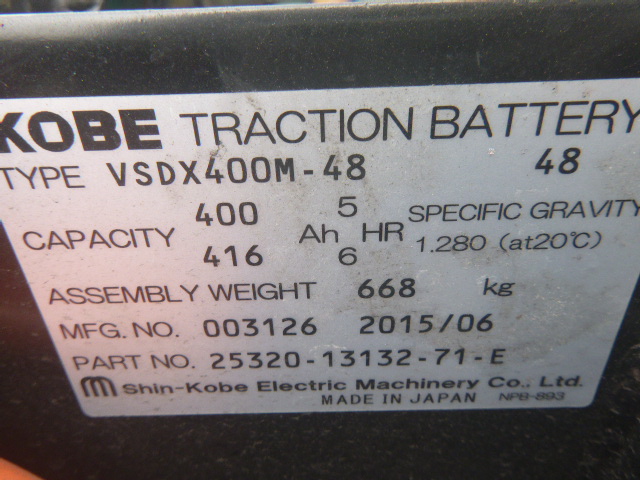 KOBE TRACTION BATTERY
TYPE VSDX400M-48 48
CAPACITY 400 Ah 5 HR SPECIFIC GRAVITY
416 6 1.280 (at20℃)
ASSEMBLY WEIGHT 668 kg
MFG. NO. 003126 2015/06
PART NO. 25320-13132-71-E
Shin-Kobe Electric Machinery Co., Ltd.
MADE IN JAPAN NPB-893